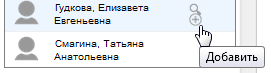 Гудкова, Елизавета
Евгеньевна
Смагина, Татьяна
Анатольевна
Добавить